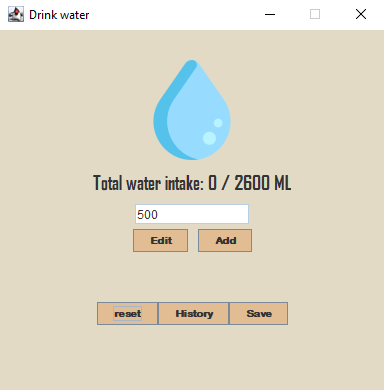 Drink water
Total water intake: 0 / 2600 ML
500
Edit Add
reset History Save